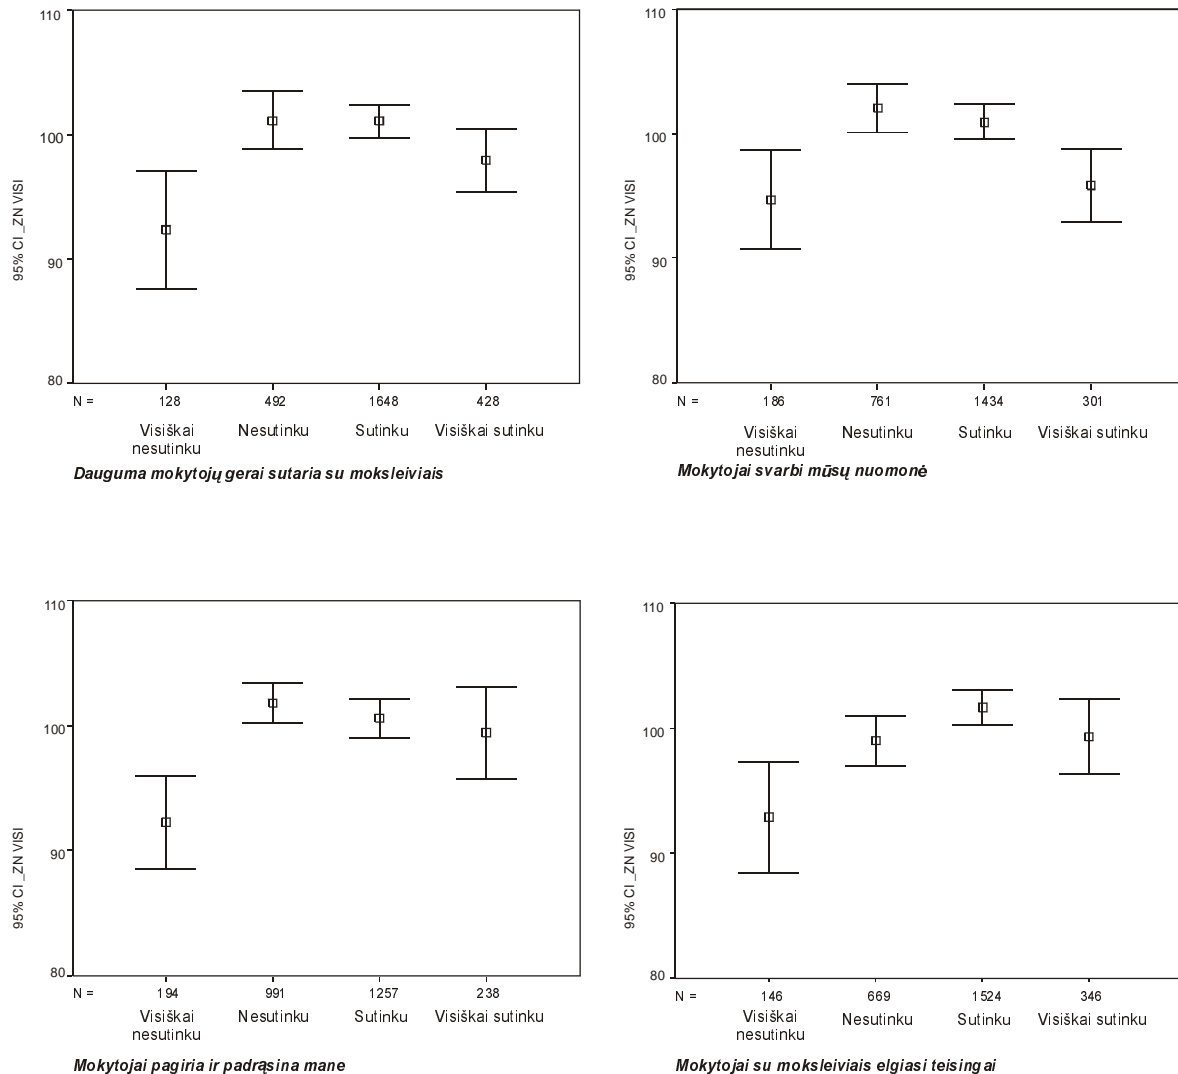 110
100
90
80
95% CI _ZN VISI
N = 128 492 1648 428
Visiškai nesutinku Nesutinku Sutinku Visiškai sutinku
Dauguma mokytojų gerai sutaria su moksleiviais
110
100
90
80
95% CI _ZN VISI
N = 186 761 1434 301
Visiškai nesutinku Nesutinku Sutinku Visiškai sutinku
Mokytojai svarbi mūsų nuomonė
110
100
90
80
95% CI _ZN VISI
N = 194 991 1257 238
Visiškai nesutinku Nesutinku Sutinku Visiškai sutinku
Mokytojai pagiria ir padrąsina mane
110
100
90
80
95% CI _ZN VISI
N = 146 669 1524 346
Visiškai nesutinku Nesutinku Sutinku Visiškai sutinku
Mokytojai su moksleiviais elgiasi teisingai